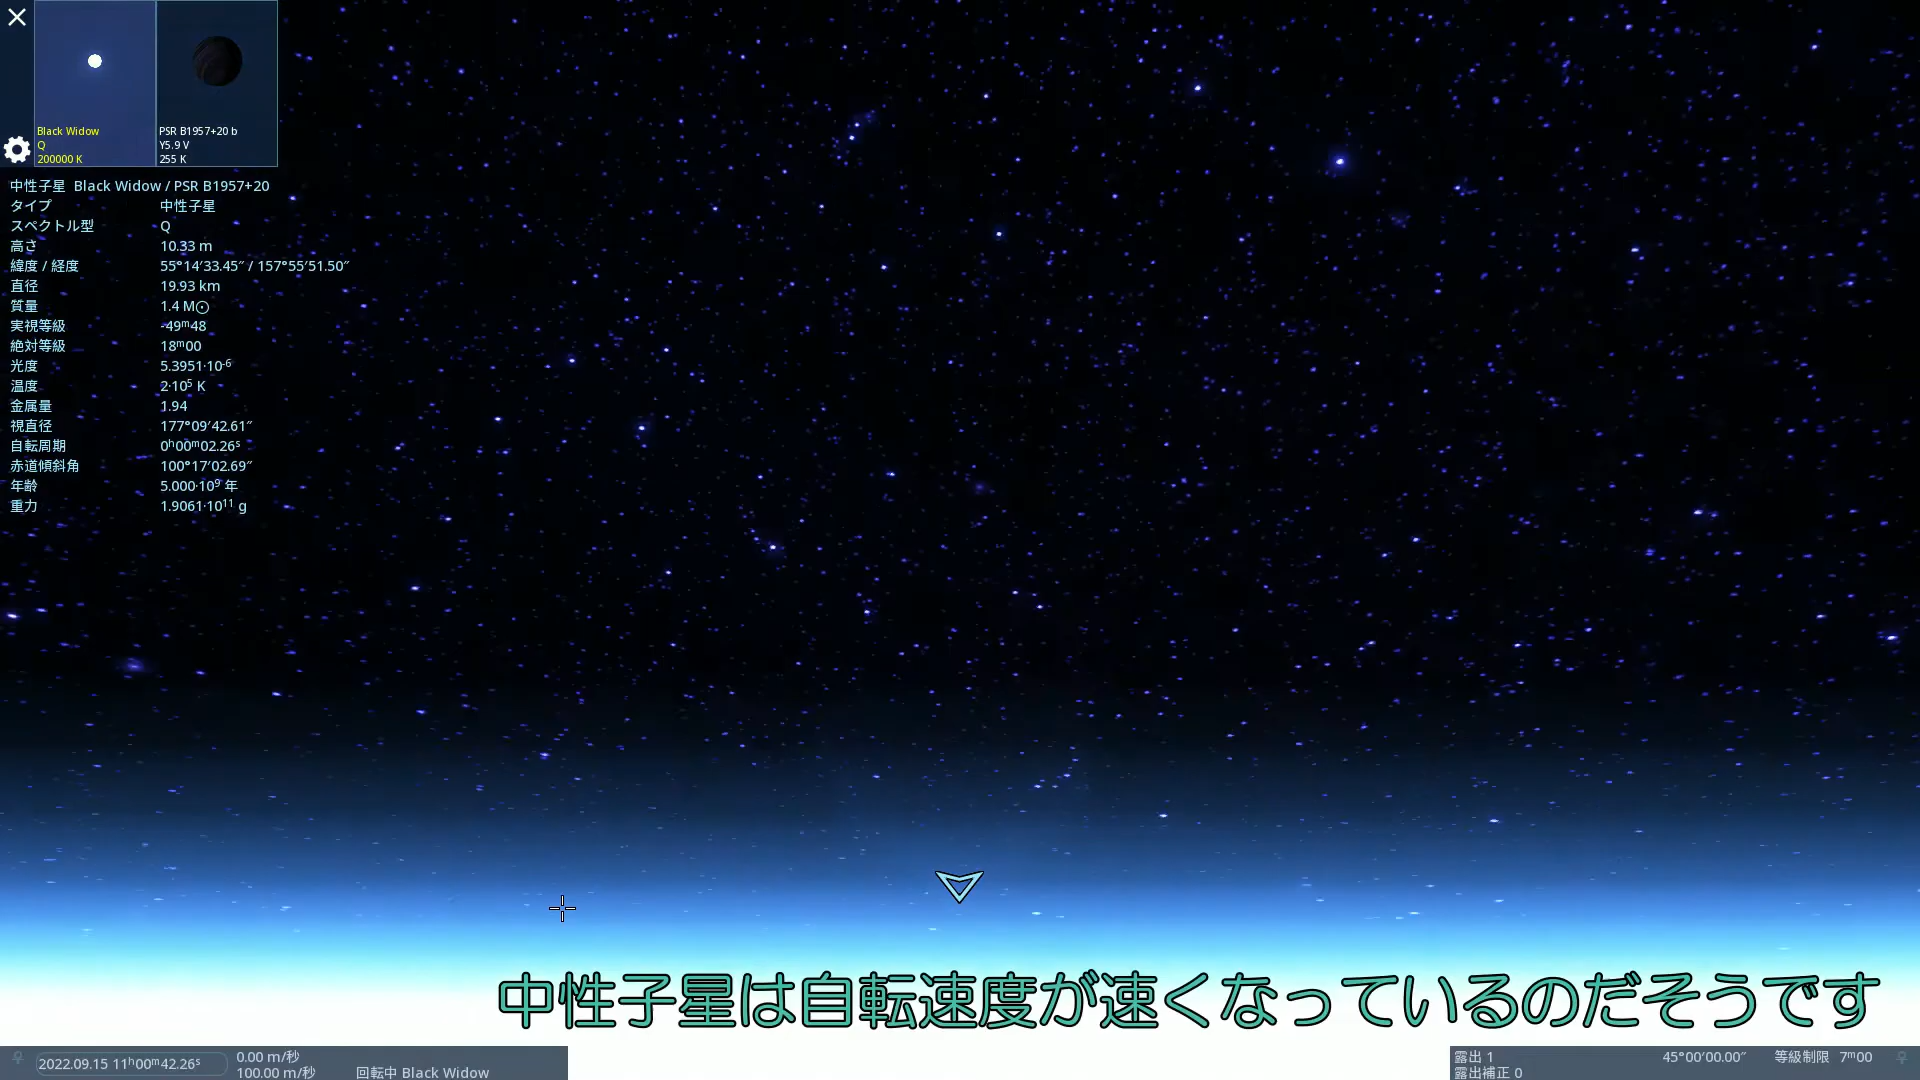 Black Widow
Q
200000 K
PSR B1957+20 b
Y5.9 V
255 K
中性子星 Black Widow / PSR B1957+20
タイプ 中性子星
スペクトル型 Q
高さ 10.33 m
緯度 / 経度 55°14′33.45″ / 157°55′51.50″
直径 19.93 km
質量 1.4 M☉
実視等級 -49ᵐ48
絶対等級 18ᵐ00
光度 5.3951·10⁻⁶
温度 2·10⁵ K
金属量 1.94
視直径 177°09′42.61″
自転周期 0ʰ00ᵐ02.26ˢ
赤道傾斜角 100°17′02.69″
年齢 5.000·10⁹ 年
重力 1.9061·10¹¹ g
中性子星は自転速度が速くなっているのだそうです
2022.09.15 11ʰ00ᵐ42.26ˢ
0.00 m/秒
100.00 m/秒 回転中 Black Widow
露出 1 45°00′00.00″ 等級制限 7ᵐ00
露出補正 0